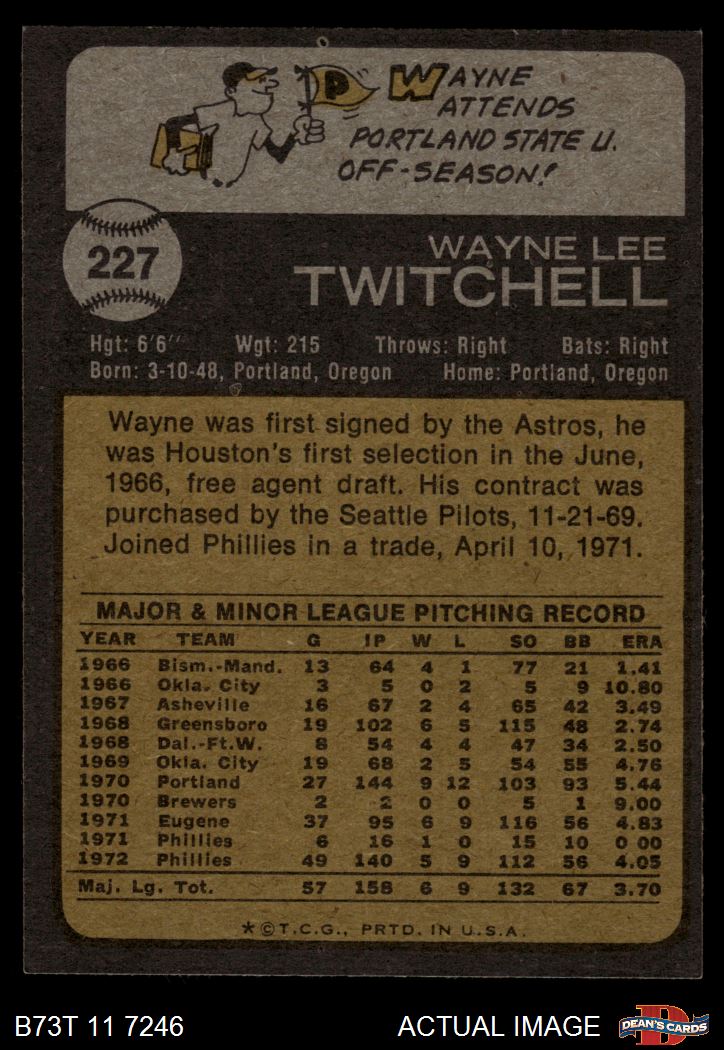 P WAYNE
ATTENDS
PORTLAND STATE U.
OFF-SEASON!
227
WAYNE LEE
TWITCHELL
Hgt: 6'6" Wgt: 215 Throws: Right Bats: Right
Born: 3-10-48, Portland, Oregon Home: Portland, Oregon
Wayne was first signed by the Astros, he
was Houston's first selection in the June,
1966, free agent draft. His contract was
purchased by the Seattle Pilots, 11-21-69.
Joined Phillies in a trade, April 10, 1971.
MAJOR & MINOR LEAGUE PITCHING RECORD
YEAR TEAM G IP W L SO BB ERA
1966 Bism.-Mand. 13 64 4 1 77 21 1.41
1966 Okla. City 3 5 0 2 5 9 10.80
1967 Asheville 16 67 2 4 65 42 3.49
1968 Greensboro 19 102 6 5 115 48 2.74
1968 Dal.-Ft.W. 8 54 4 4 47 34 2.50
1969 Okla. City 19 68 2 5 54 55 4.76
1970 Portland 27 144 9 12 103 93 5.44
1970 Brewers 2 2 0 0 5 1 9.00
1971 Eugene 37 95 6 9 116 56 4.83
1971 Phillies 6 16 1 0 15 10 0 00
1972 Phillies 49 140 5 9 112 56 4.05
Maj. Lg. Tot. 57 158 6 9 132 67 3.70
*©T.C.G., PRTD. IN U.S.A.
B73T 11 7246 ACTUAL IMAGE D DEAN'S CARDS